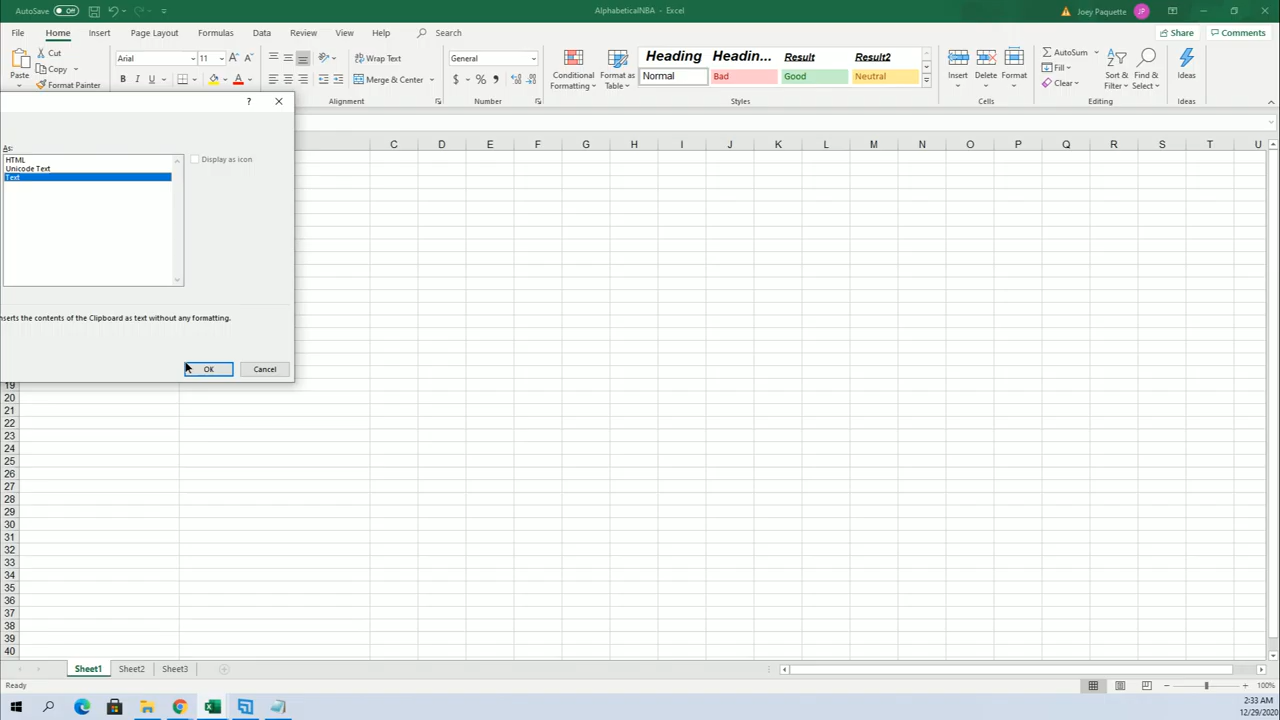 AutoSave Off AlphabeticalNBA - Excel Joey Paquette JP
File Home Insert Page Layout Formulas Data Review View Help Search Share Comments
Paste Cut Copy Format Painter
Arial 11 A A B I U A
Wrap Text Merge & Center
General $ % ,
Conditional Formatting Format as Table
Heading Headin... Result Result2
Normal Bad Good Neutral
Insert Delete Format
AutoSum Fill Clear Sort & Filter Find & Select Ideas
Alignment Number Styles Cells Editing Ideas
? 
As:
HTML
Unicode Text
Text
Display as icon
nserts the contents of the Clipboard as text without any formatting.
OK Cancel
C D E F G H I J K L M N O P Q R S T U
19
20
21
22
23
24
25
26
27
28
29
30
31
32
33
34
35
36
37
38
39
40
Sheet1 Sheet2 Sheet3
Ready 100%
2:33 AM
12/29/2020